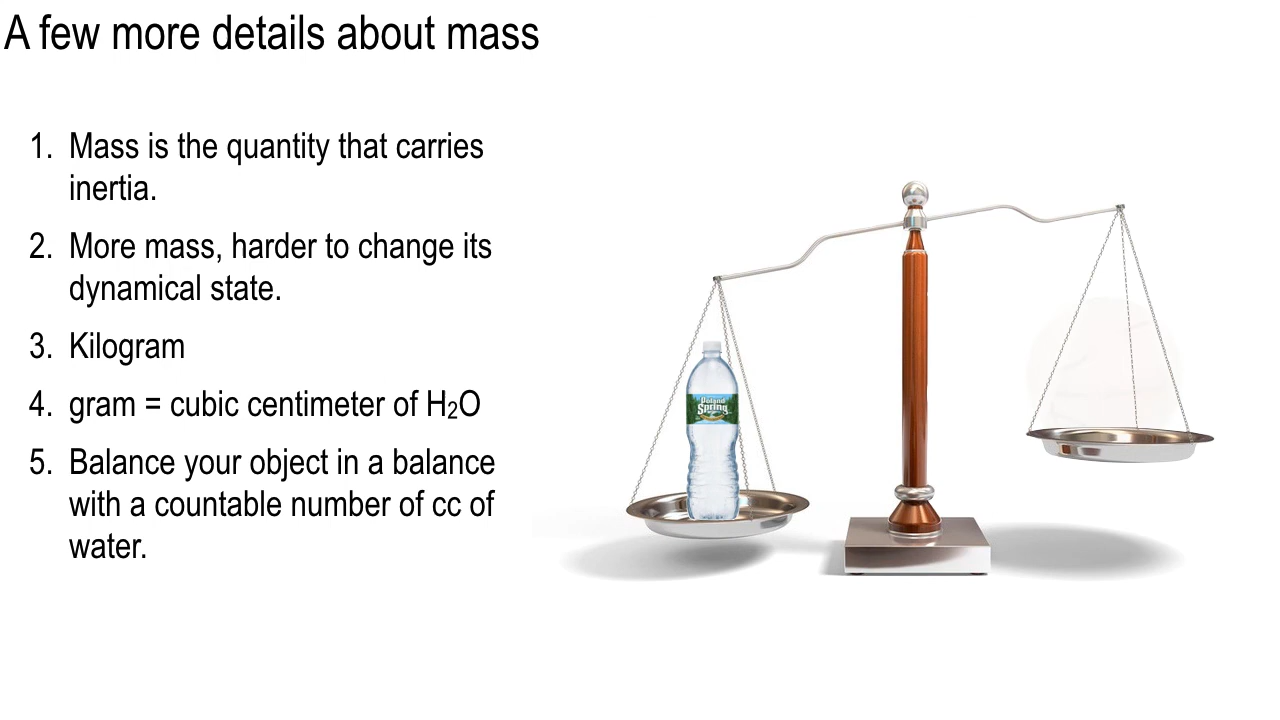 A few more details about mass
1. Mass is the quantity that carries
inertia.
2. More mass, harder to change its
dynamical state.
3. Kilogram
4. gram = cubic centimeter of H₂O
5. Balance your object in a balance
with a countable number of cc of
water.
Poland
Spring